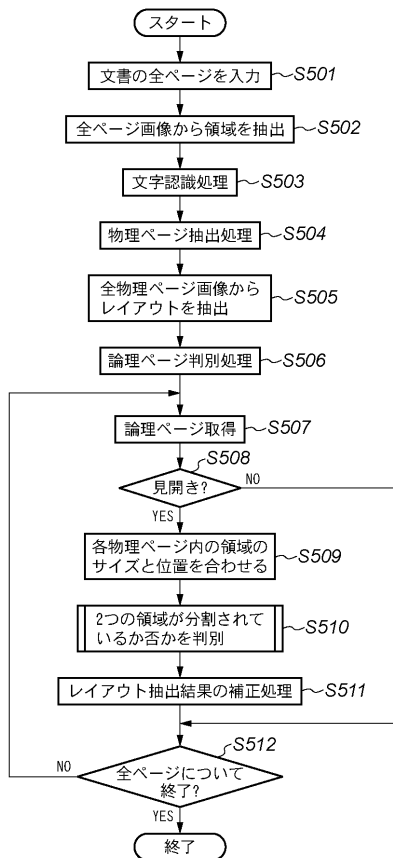 スタート
文書の全ページを入力 S501
全ページ画像から領域を抽出 S502
文字認識処理 S503
物理ページ抽出処理 S504
全物理ページ画像から
レイアウトを抽出 S505
論理ページ判別処理 S506
論理ページ取得 S507
S508
見開き? NO
YES
各物理ページ内の領域の
サイズと位置を合わせる S509
2つの領域が分割されて
いるか否かを判別 S510
レイアウト抽出結果の補正処理 S511
S512
NO 全ページについて
終了?
YES
終了